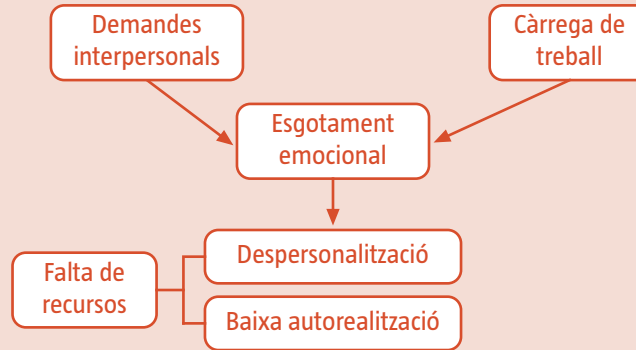 Demandes
interpersonals
Càrrega de
treball
Esgotament
emocional
Despersonalització
Falta de
recursos
Baixa autorealització